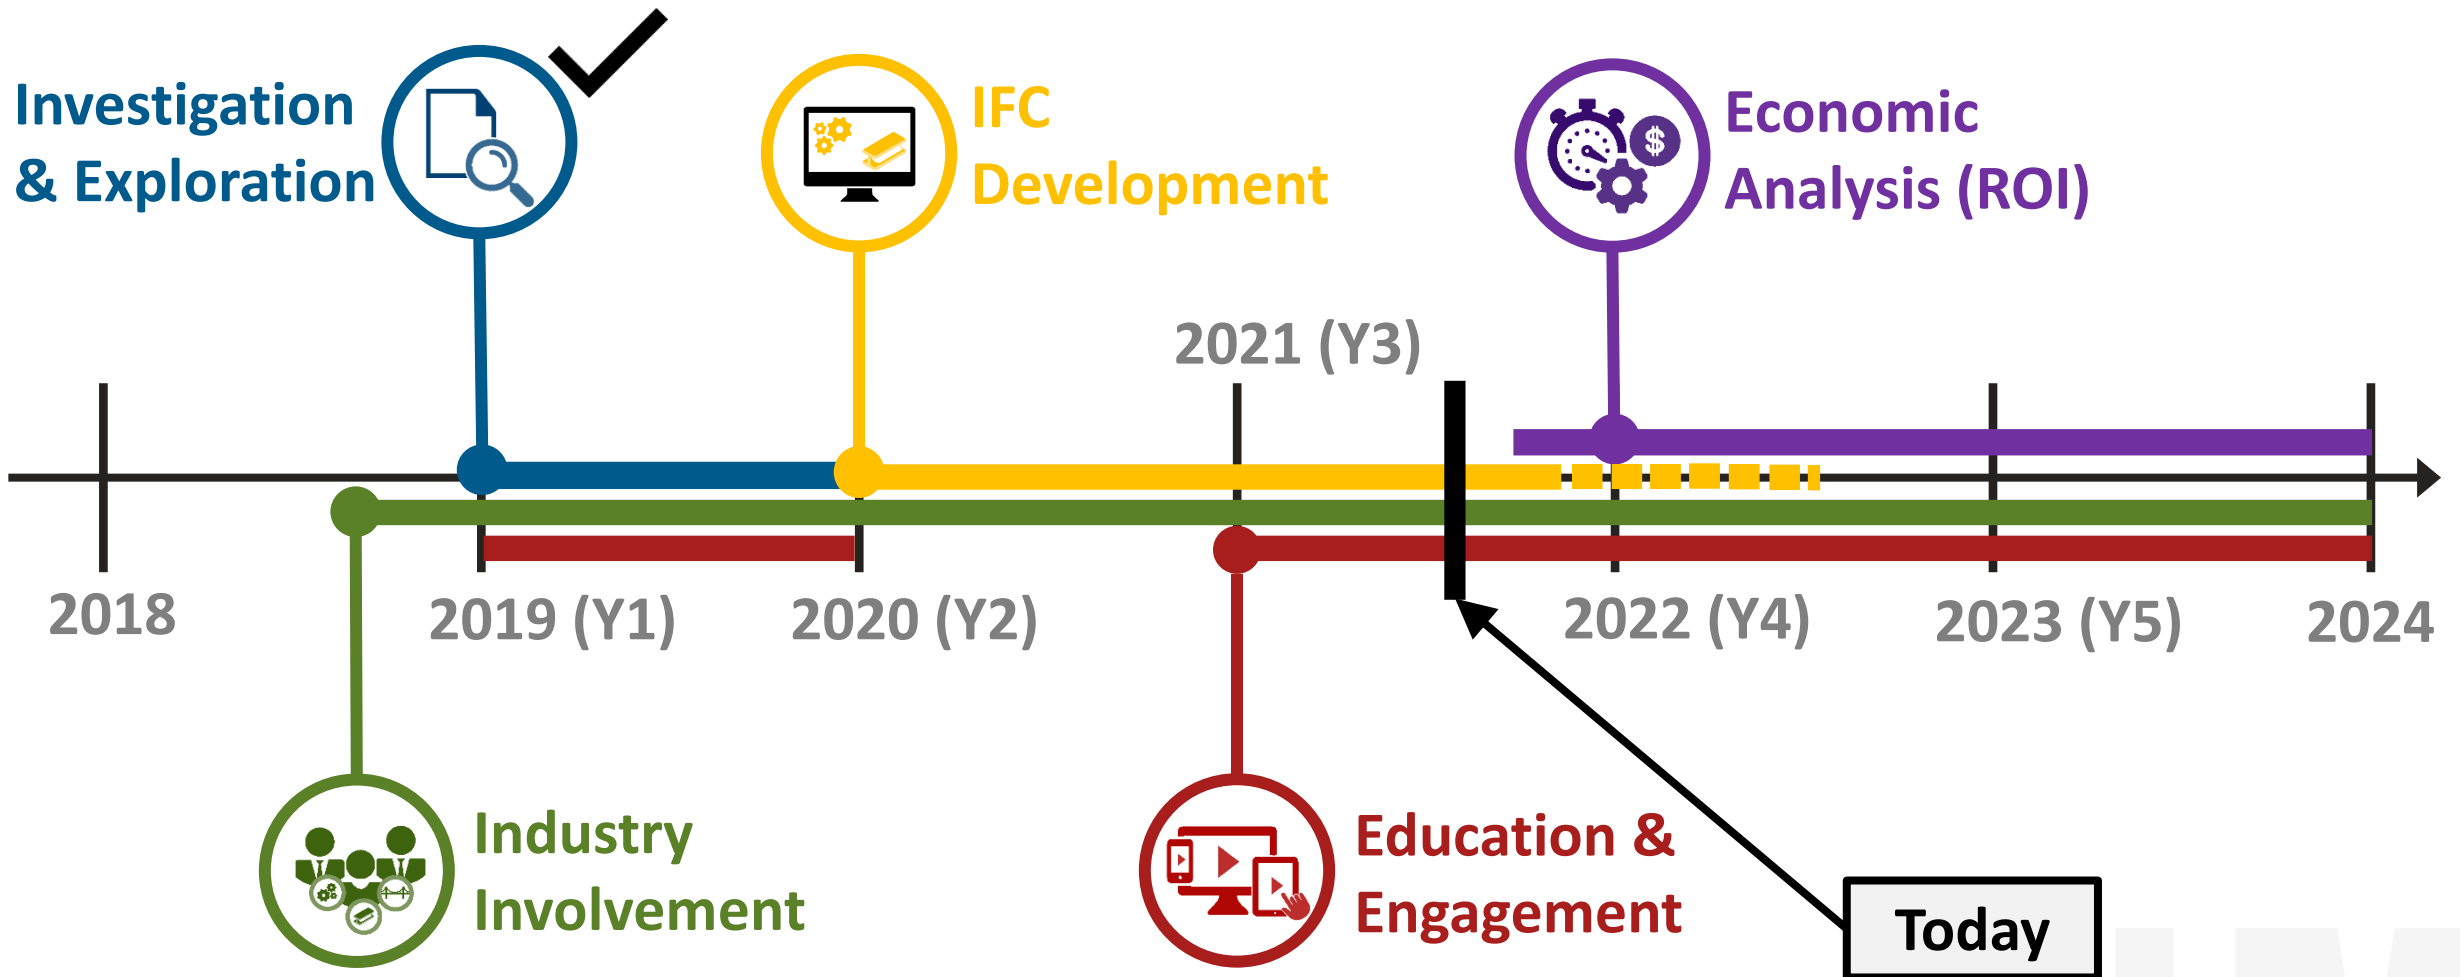 Investigation
& Exploration
IFC
Development
Economic
Analysis (ROI)
$
2021 (Y3)
2018
2019 (Y1)
2020 (Y2)
2022 (Y4)
2023 (Y5)
2024
Industry
Involvement
Education &
Engagement
Today